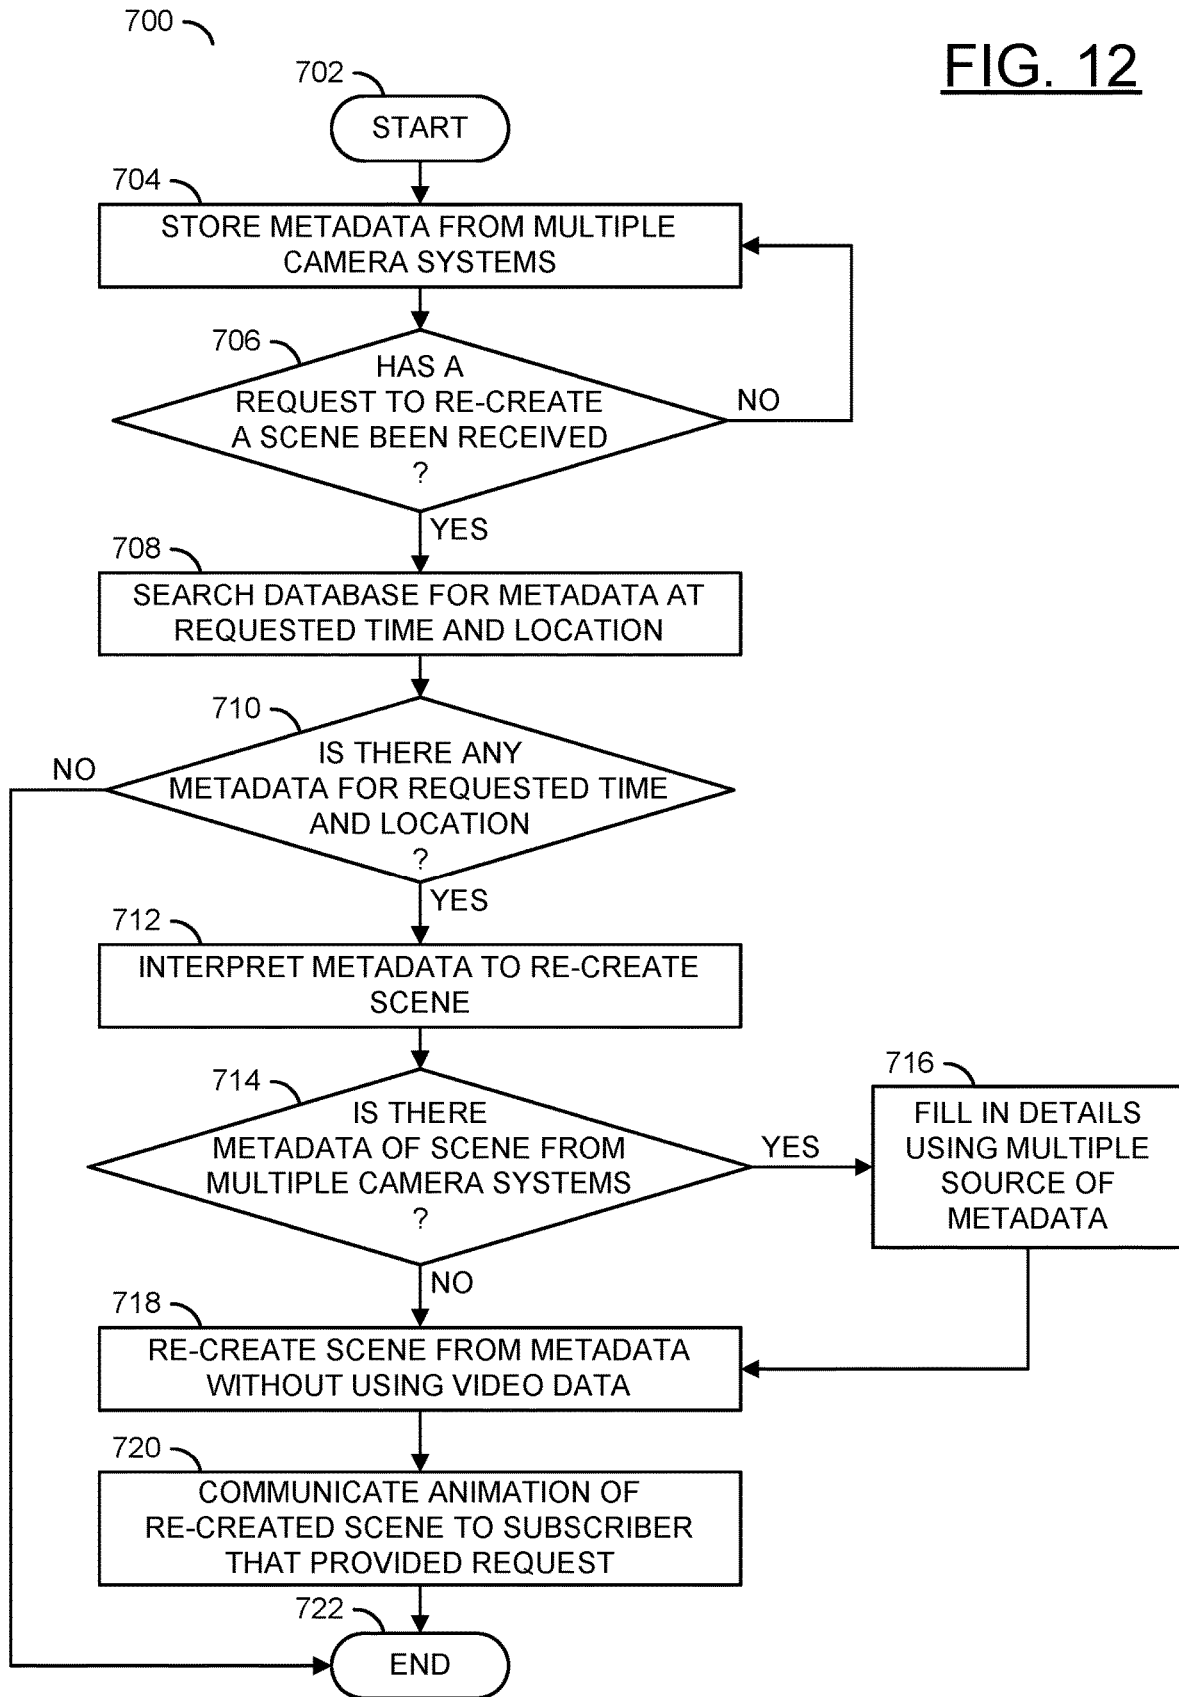 700
FIG. 12
702
START
704
STORE METADATA FROM MULTIPLE
CAMERA SYSTEMS
706
HAS A
REQUEST TO RE-CREATE
A SCENE BEEN RECEIVED
?
NO
YES
708
SEARCH DATABASE FOR METADATA AT
REQUESTED TIME AND LOCATION
710
IS THERE ANY
METADATA FOR REQUESTED TIME
AND LOCATION
?
NO
YES
712
INTERPRET METADATA TO RE-CREATE
SCENE
714
IS THERE
METADATA OF SCENE FROM
MULTIPLE CAMERA SYSTEMS
?
YES
716
FILL IN DETAILS
USING MULTIPLE
SOURCE OF
METADATA
NO
718
RE-CREATE SCENE FROM METADATA
WITHOUT USING VIDEO DATA
720
COMMUNICATE ANIMATION OF
RE-CREATED SCENE TO SUBSCRIBER
THAT PROVIDED REQUEST
722
END